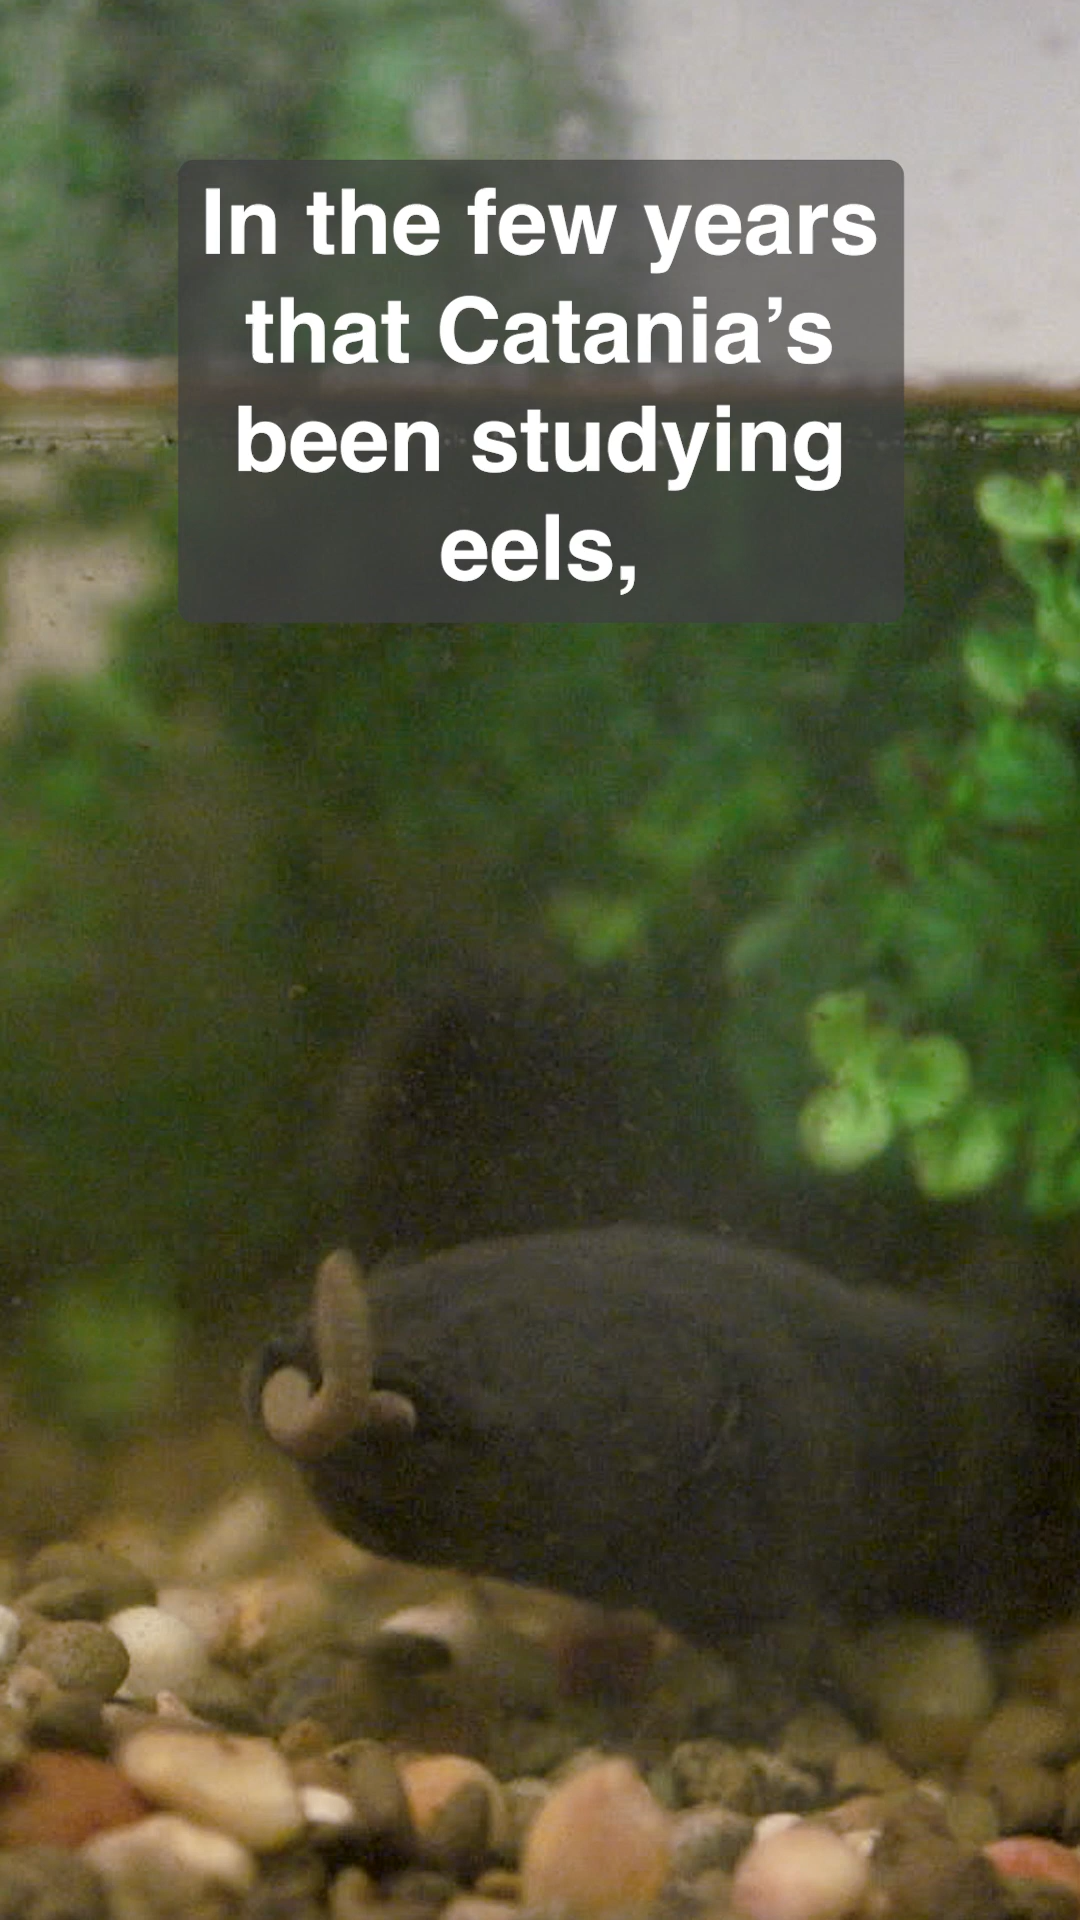 In the few years
that Catania’s
been studying
eels,